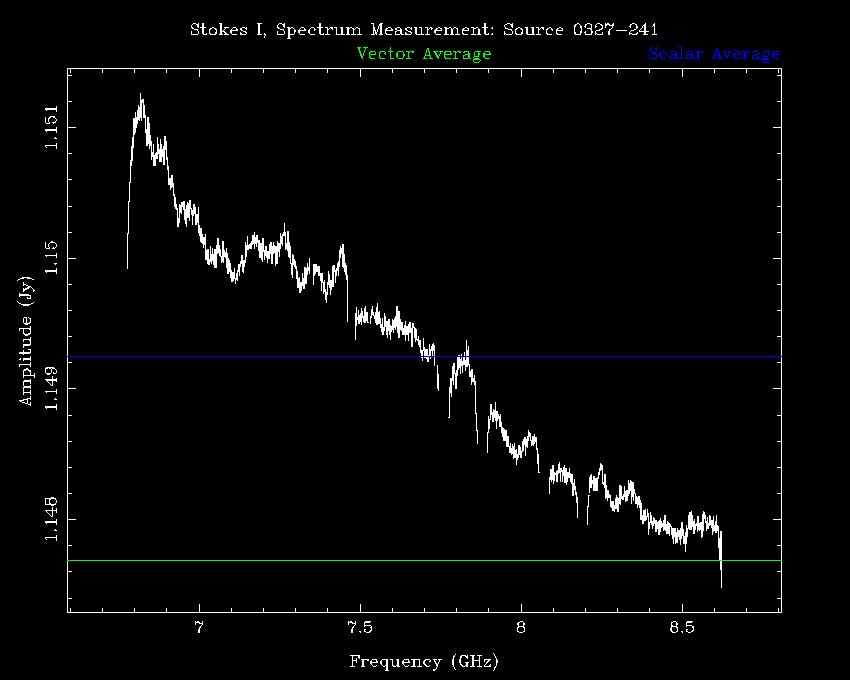 Stokes I, Spectrum Measurement: Source 0327−241
Vector Average Scalar Average
1.151
1.15
1.149
1.148
Amplitude (Jy)
7 7.5 8 8.5
Frequency (GHz)